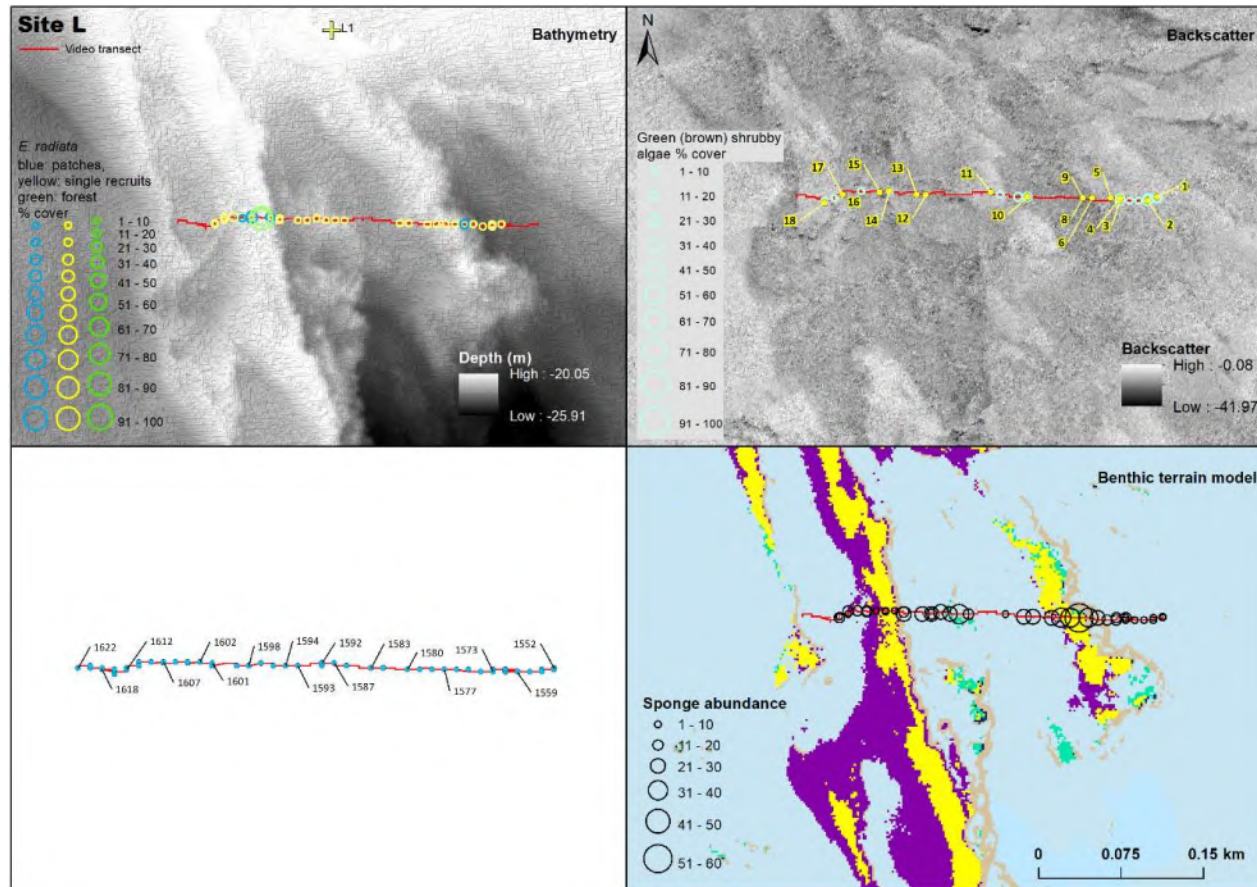 Site L
Video transect
L1
Bathymetry
E. radiata
blue: patches,
yellow: single recruits
green: forest
% cover
1 - 10
11 - 20
21 - 30
31 - 40
41 - 50
51 - 60
61 - 70
71 - 80
81 - 90
91 - 100
Depth (m)
High : -20.05
Low : -25.91
N
Backscatter
Green (brown) shrubby
algae % cover
1 - 10
11 - 20
21 - 30
31 - 40
41 - 50
51 - 60
61 - 70
71 - 80
81 - 90
91 - 100
17 15 13 11 9 5 1
18 16 14 12 10 8 6 4 3 2
Backscatter
High : -0.08
Low : -41.97
1622 1612 1602 1598 1594 1592 1583 1580 1573 1552
1618 1607 1601 1593 1587 1577 1559
Benthic terrain model
Sponge abundance
1 - 10
11 - 20
21 - 30
31 - 40
41 - 50
51 - 60
0 0.075 0.15 km